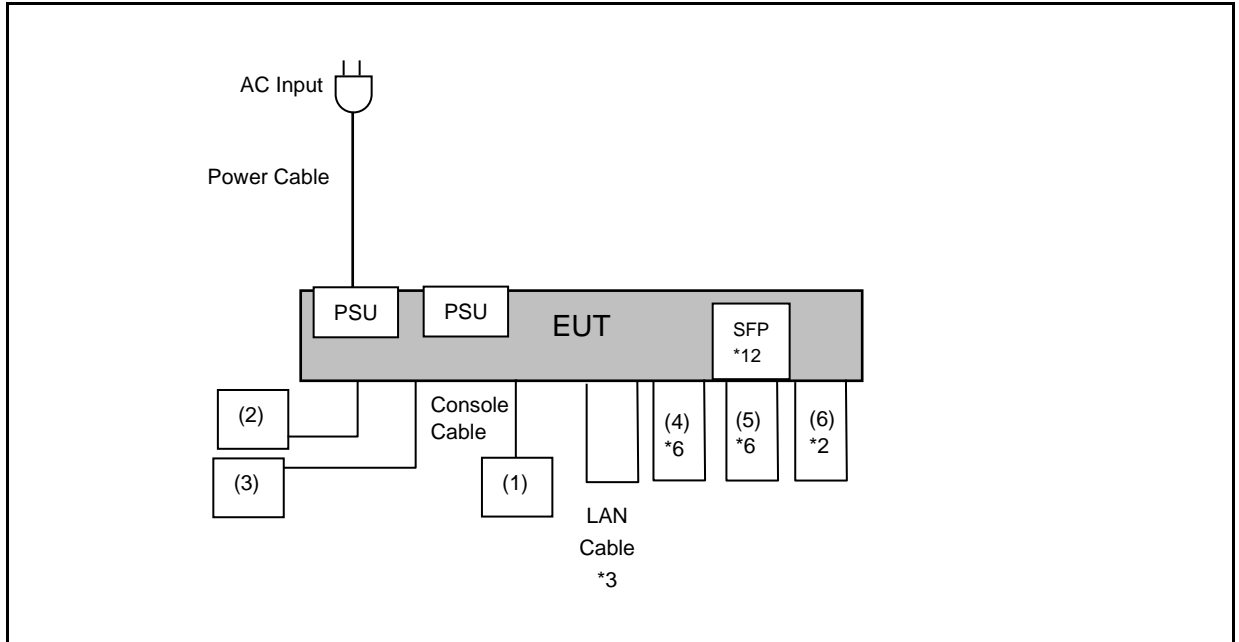 AC Input
Power Cable
PSU
PSU
EUT
SFP
*12
(2)
(3)
Console
Cable
(1)
LAN
Cable
*3
(4)
*6
(5)
*6
(6)
*2